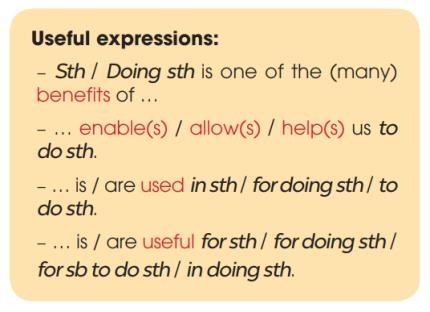 Useful expressions:
– Sth / Doing sth is one of the (many)
benefits of ...
– ... enable(s) / allow(s) / help(s) us to
do sth.
– ... is / are used in sth / for doing sth / to
do sth.
– ... is / are useful for sth / for doing sth /
for sb to do sth / in doing sth.